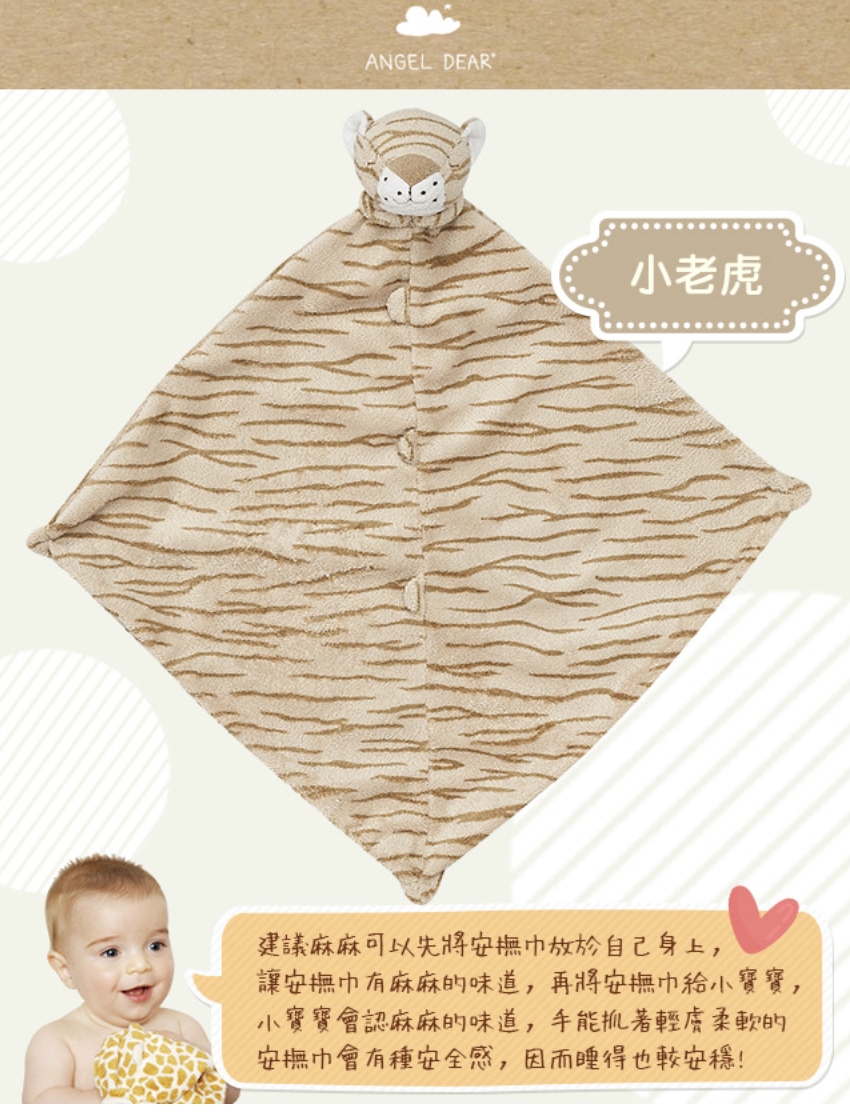 ANGEL DEAR®
小老虎
建議麻麻可以先將安撫巾放於自己身上，
讓安撫巾有麻麻的味道，再將安撫巾給小寶寶，
小寶寶會認麻麻的味道，手能抓著輕膚柔軟的
安撫巾會有種安全感，因而睡得也較安穩!